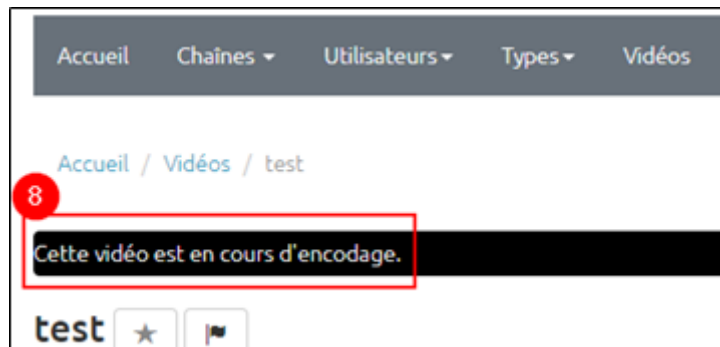 Accueil Chaînes Utilisateurs Types Vidéos
Accueil / Vidéos / test
8
Cette vidéo est en cours d'encodage.
test